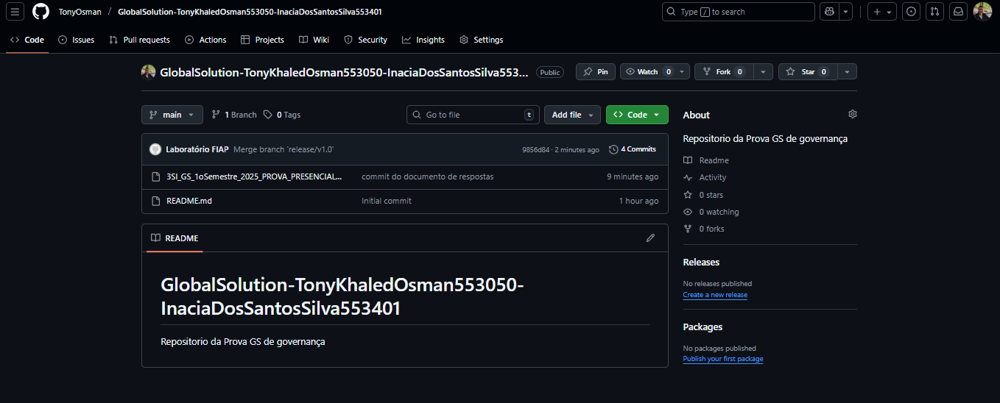 TonyOsman / GlobalSolution-TonyKhaledOsman553050-InaciaDosSantosSilva553401
Type / to search
Code Issues Pull requests Actions Projects Wiki Security Insights Settings
GlobalSolution-TonyKhaledOsman553050-InaciaDosSantosSilva553... Public
Pin Watch 0 Fork 0 Star 0
main 1 Branch 0 Tags
Go to file t Add file Code
Laboratório FIAP Merge branch 'release/v1.0' 9856d84 · 2 minutes ago 4 Commits
3SI_GS_1oSemestre_2025_PROVA_PRESENCIAL... commit do documento de respostas 9 minutes ago
README.md Initial commit 1 hour ago
README
GlobalSolution-TonyKhaledOsman553050-
InaciaDosSantosSilva553401
Repositorio da Prova GS de governança
About
Repositorio da Prova GS de governança
Readme
Activity
0 stars
0 watching
0 forks
Releases
No releases published
Create a new release
Packages
No packages published
Publish your first package